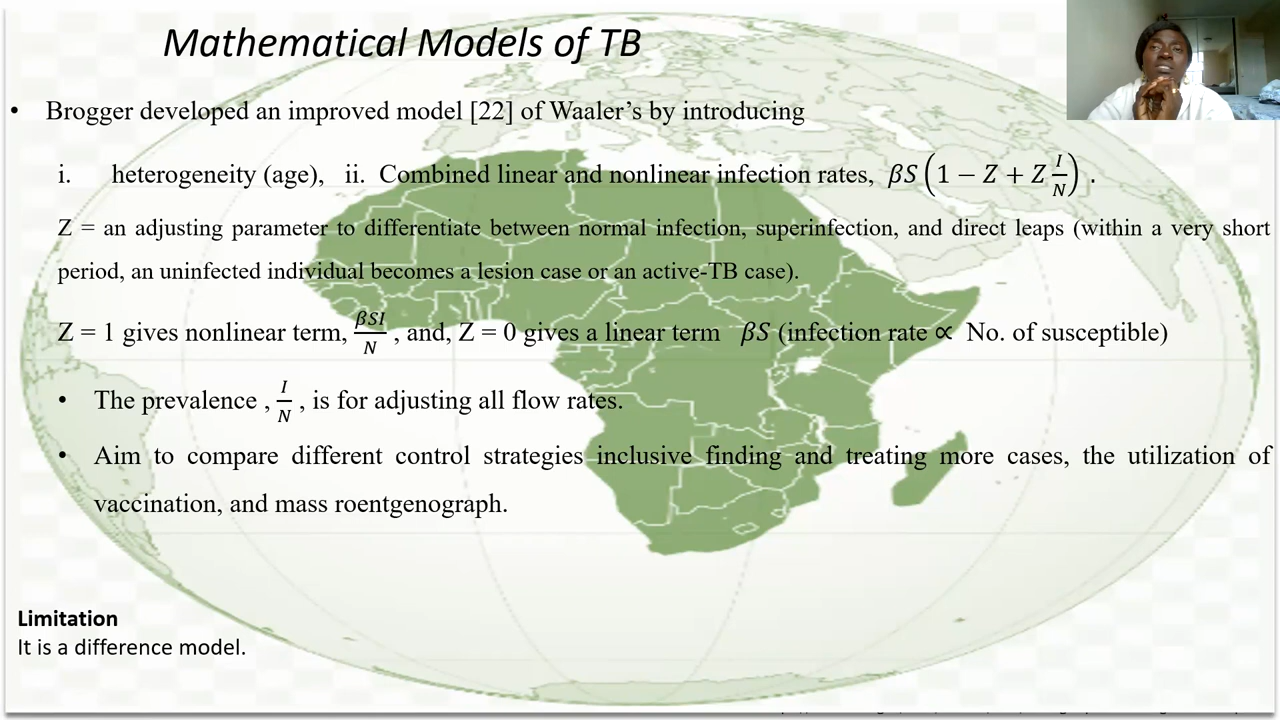 Mathematical Models of TB
• Brogger developed an improved model [22] of Waaler’s by introducing
i. heterogeneity (age), ii. Combined linear and nonlinear infection rates, βS(1 − Z + Z I/N) .
Z = an adjusting parameter to differentiate between normal infection, superinfection, and direct leaps (within a very short
period, an uninfected individual becomes a lesion case or an active-TB case).
Z = 1 gives nonlinear term, βSI/N , and, Z = 0 gives a linear term βS (infection rate ∝ No. of susceptible)
• The prevalence , I/N , is for adjusting all flow rates.
• Aim to compare different control strategies inclusive finding and treating more cases, the utilization of
vaccination, and mass roentgenograph.
Limitation
It is a difference model.